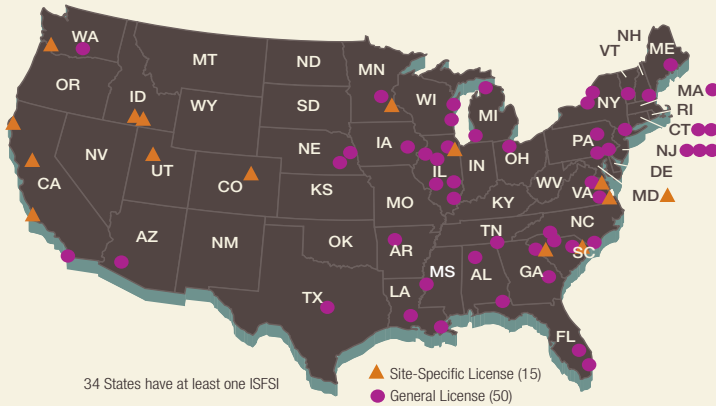 NH
WA
VT
ME
MT
ND
MN
OR
ID
WI
NY
MA
SD
MI
RI
WY
CT
IA
PA
NJ
NE
NV
OH
IN
IL
DE
UT
CO
WV
VA
MD
CA
KS
MO
KY
NC
TN
AZ
OK
NM
AR
SC
MS
AL
GA
LA
TX
FL
34 States have at least one ISFSI
Site-Specific License (15)
General License (50)